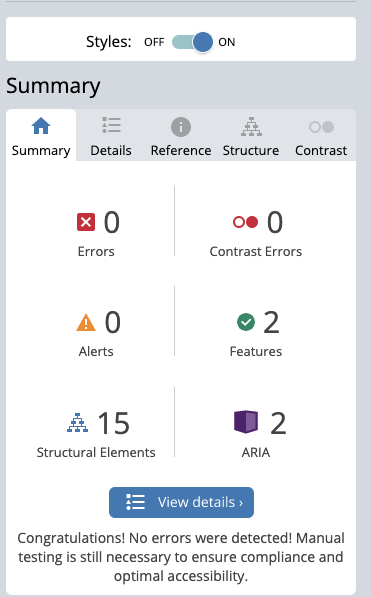 Styles: OFF ON
Summary
Summary Details Reference Structure Contrast
0 0
Errors Contrast Errors
0 2
Alerts Features
15 2
Structural Elements ARIA
View details ›
Congratulations! No errors were detected! Manual
testing is still necessary to ensure compliance and
optimal accessibility.